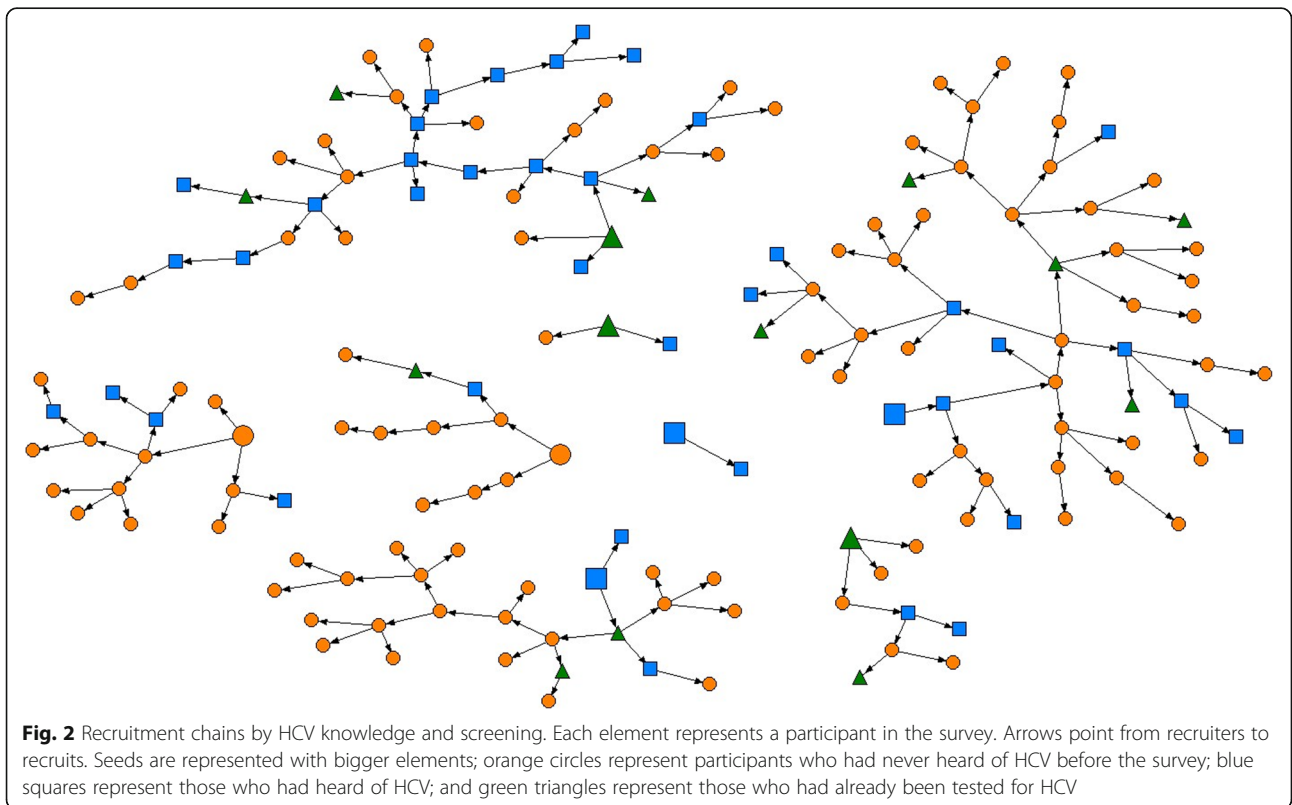 Fig. 2 Recruitment chains by HCV knowledge and screening. Each element represents a participant in the survey. Arrows point from recruiters to
recruits. Seeds are represented with bigger elements; orange circles represent participants who had never heard of HCV before the survey; blue
squares represent those who had heard of HCV; and green triangles represent those who had already been tested for HCV